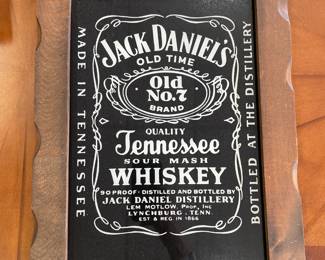 JACK DANIEL'S
OLD TIME
Old
No.7
BRAND
QUALITY
Tennessee
SOUR MASH
WHISKEY
90 PROOF · DISTILLED AND BOTTLED BY
JACK DANIEL DISTILLERY
LEM MOTLOW, PROP., INC
LYNCHBURG, TENN.
EST & REG. IN 1866
MADE IN TENNESSEE
BOTTLED AT THE DISTILLERY